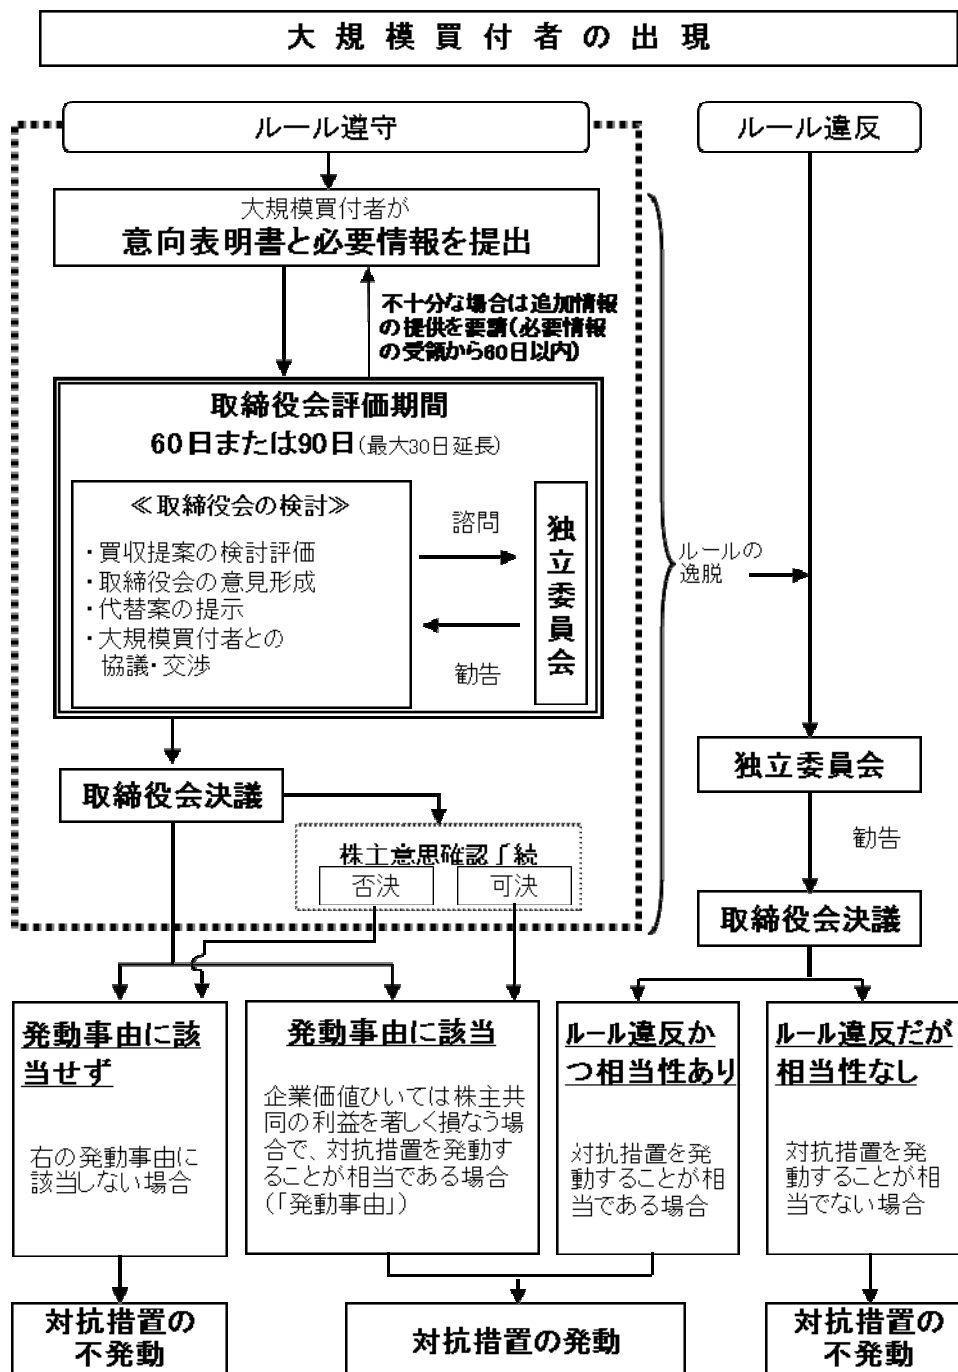 大規模買付者の出現
ルール遵守
ルール違反
大規模買付者が
意向表明書と必要情報を提出
不十分な場合は追加情報
の提供を要請(必要情報
の受領から60日以内)
取締役会評価期間
60日または90日(最大30日延長)
≪取締役会の検討≫
・買収提案の検討評価
・取締役会の意見形成
・代替案の提示
・大規模買付者との
協議・交渉
諮問
勧告
独立委員会
ルールの
逸脱
独立委員会
勧告
取締役会決議
取締役会決議
株主意思確認
続
否決
可決
発動事由に該
当せず
右の発動事由に
該当しない場合
発動事由に該当
企業価値ひいては株主共
同の利益を著しく損なう場
合で、対抗措置を発動す
ることが相当である場合
(「発動事由」)
ルール違反か
つ相当性あり
対抗措置を発
動することが相
当である場合
ルール違反だが
相当性なし
対抗措置を発
動することが相
当でない場合
対抗措置の
不発動
対抗措置の発動
対抗措置の
不発動